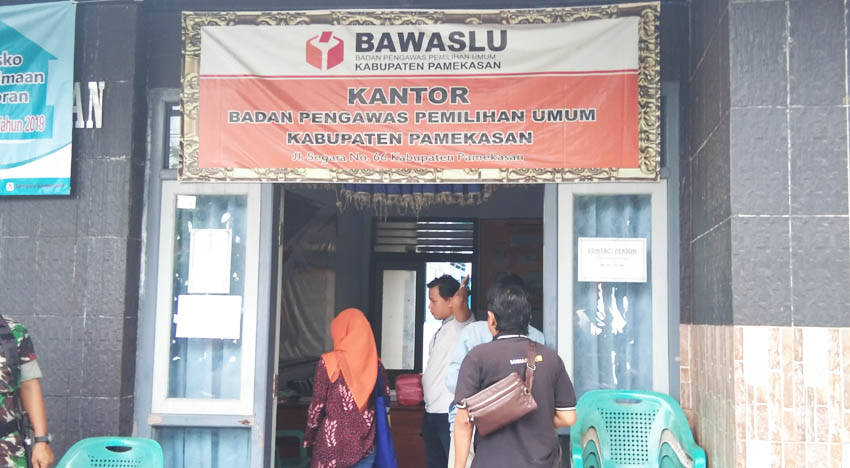 sko
maan
oran
Tahun 2019
AN
BAWASLU
BADAN PENGAWAS PEMILIHAN UMUM
KABUPATEN PAMEKASAN
KANTOR
BADAN PENGAWAS PEMILIHAN UMUM
KABUPATEN PAMEKASAN
Jl. Segara No. 66 Kabupaten Pamekasan
CONTACT PERSON